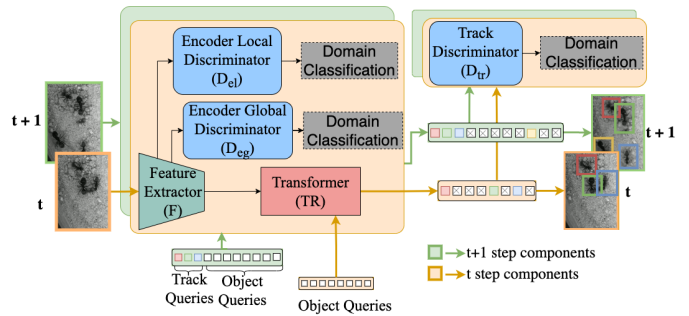 Encoder Local
Discriminator
(Del)
Domain
Classification
Track
Discriminator
(Dtr)
Domain
Classification
t + 1
Encoder Global
Discriminator
(Deg)
Domain
Classification
t + 1
t
Feature
Extractor
(F)
Transformer
(TR)
t
Track
Queries
Object
Queries
Object Queries
t+1 step components
t step components